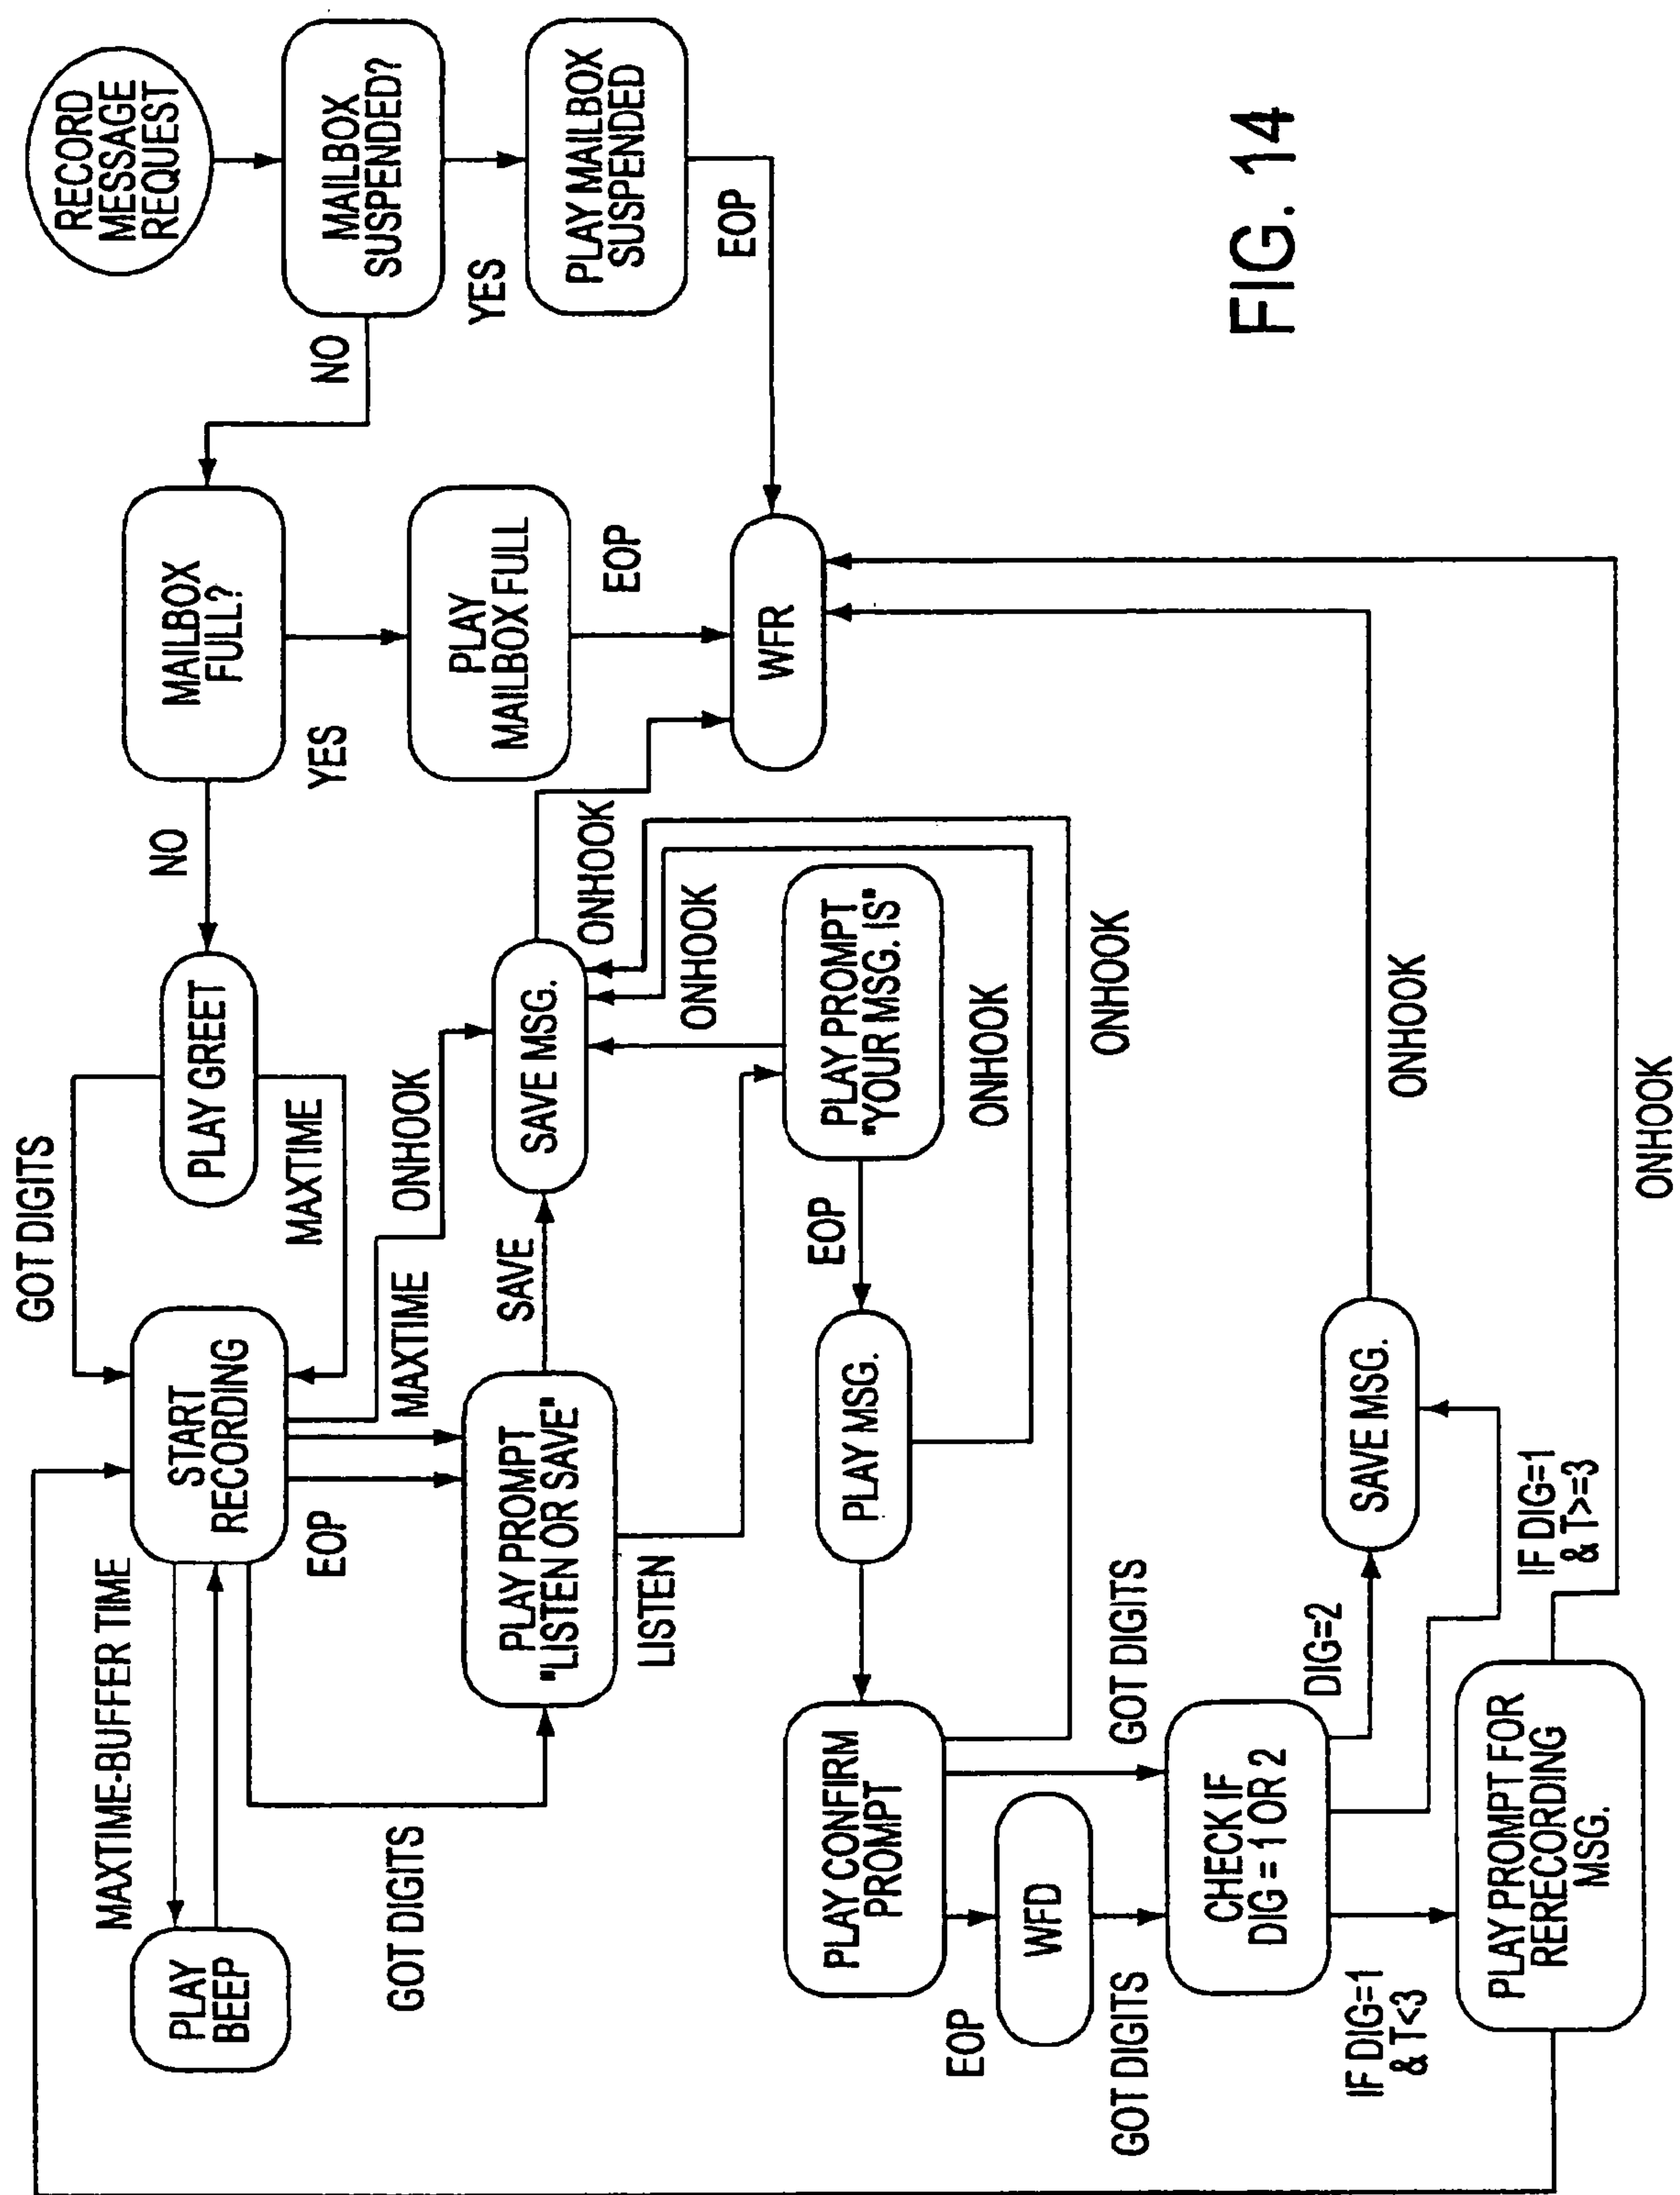 RECORD
MESSAGE
REQUEST
MAILBOX
SUSPENDED?
YES
NO
PLAY MAILBOX
SUSPENDED
EOP
MAILBOX
FULL?
YES
NO
PLAY
MAILBOX FULL
EOP
WFR
PLAY GREET
GOT DIGITS
MAXTIME
START
RECORDING
MAXTIME-BUFFER TIME
PLAY
BEEP
ONHOOK
MAXTIME
EOP
GOT DIGITS
PLAY PROMPT
"LISTEN OR SAVE"
SAVE
LISTEN
SAVE MSG.
ONHOOK
ONHOOK
PLAY PROMPT
"YOUR MSG. IS"
EOP
ONHOOK
PLAY MSG.
ONHOOK
PLAY CONFIRM
PROMPT
EOP
GOT DIGITS
WFD
GOT DIGITS
CHECK IF
DIG = 1 OR 2
DIG=2
SAVE MSG.
ONHOOK
IF DIG=1
& T<3
IF DIG=1
& T>=3
PLAY PROMPT FOR
RERECORDING
MSG.
ONHOOK
FIG. 14